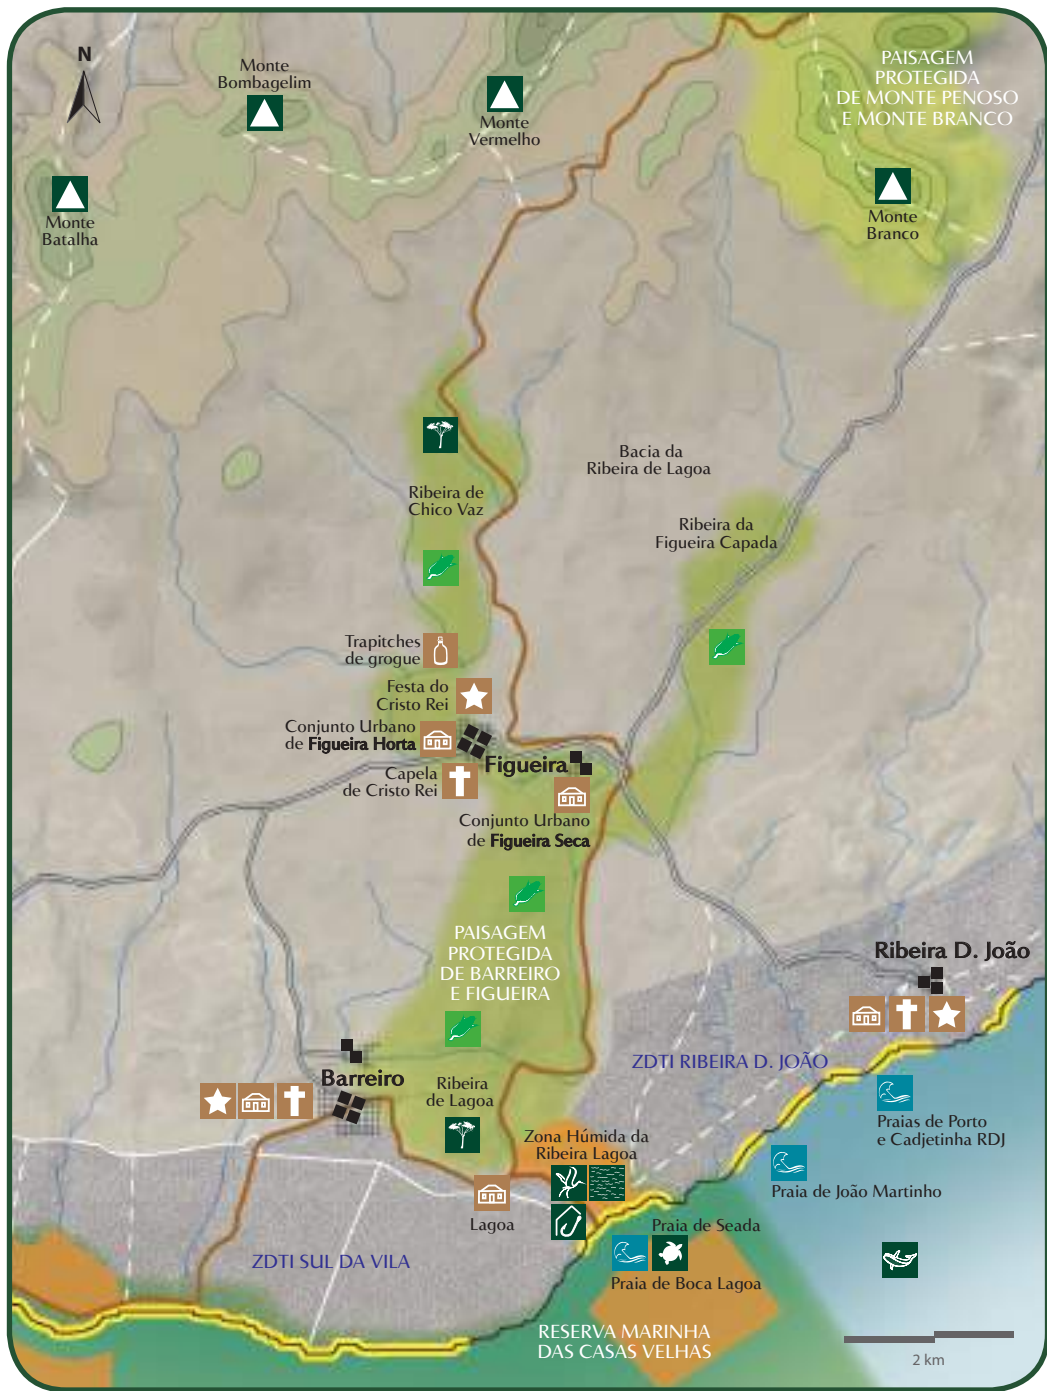 N
Monte
Bombagelim
Monte
Vermelho
PAISAGEM
PROTEGIDA
DE MONTE PENOSO
E MONTE BRANCO
Monte
Batalha
Monte
Branco
Bacia da
Ribeira de Lagoa
Ribeira de
Chico Vaz
Ribeira da
Figueira Capada
Trapitches
de grogue
Festa do
Cristo Rei
Conjunto Urbano
de Figueira Horta
Figueira
Capela
de Cristo Rei
Conjunto Urbano
de Figueira Seca
PAISAGEM
PROTEGIDA
DE BARREIRO
E FIGUEIRA
Ribeira D. João
ZDTI RIBEIRA D. JOÃO
Barreiro
Ribeira
de Lagoa
Praias de Porto
e Cadjetinha RDJ
Zona Húmida da
Ribeira Lagoa
Praia de João Martinho
Lagoa
Praia de Seada
ZDTI SUL DA VILA
Praia de Boca Lagoa
RESERVA MARINHA
DAS CASAS VELHAS
2 km